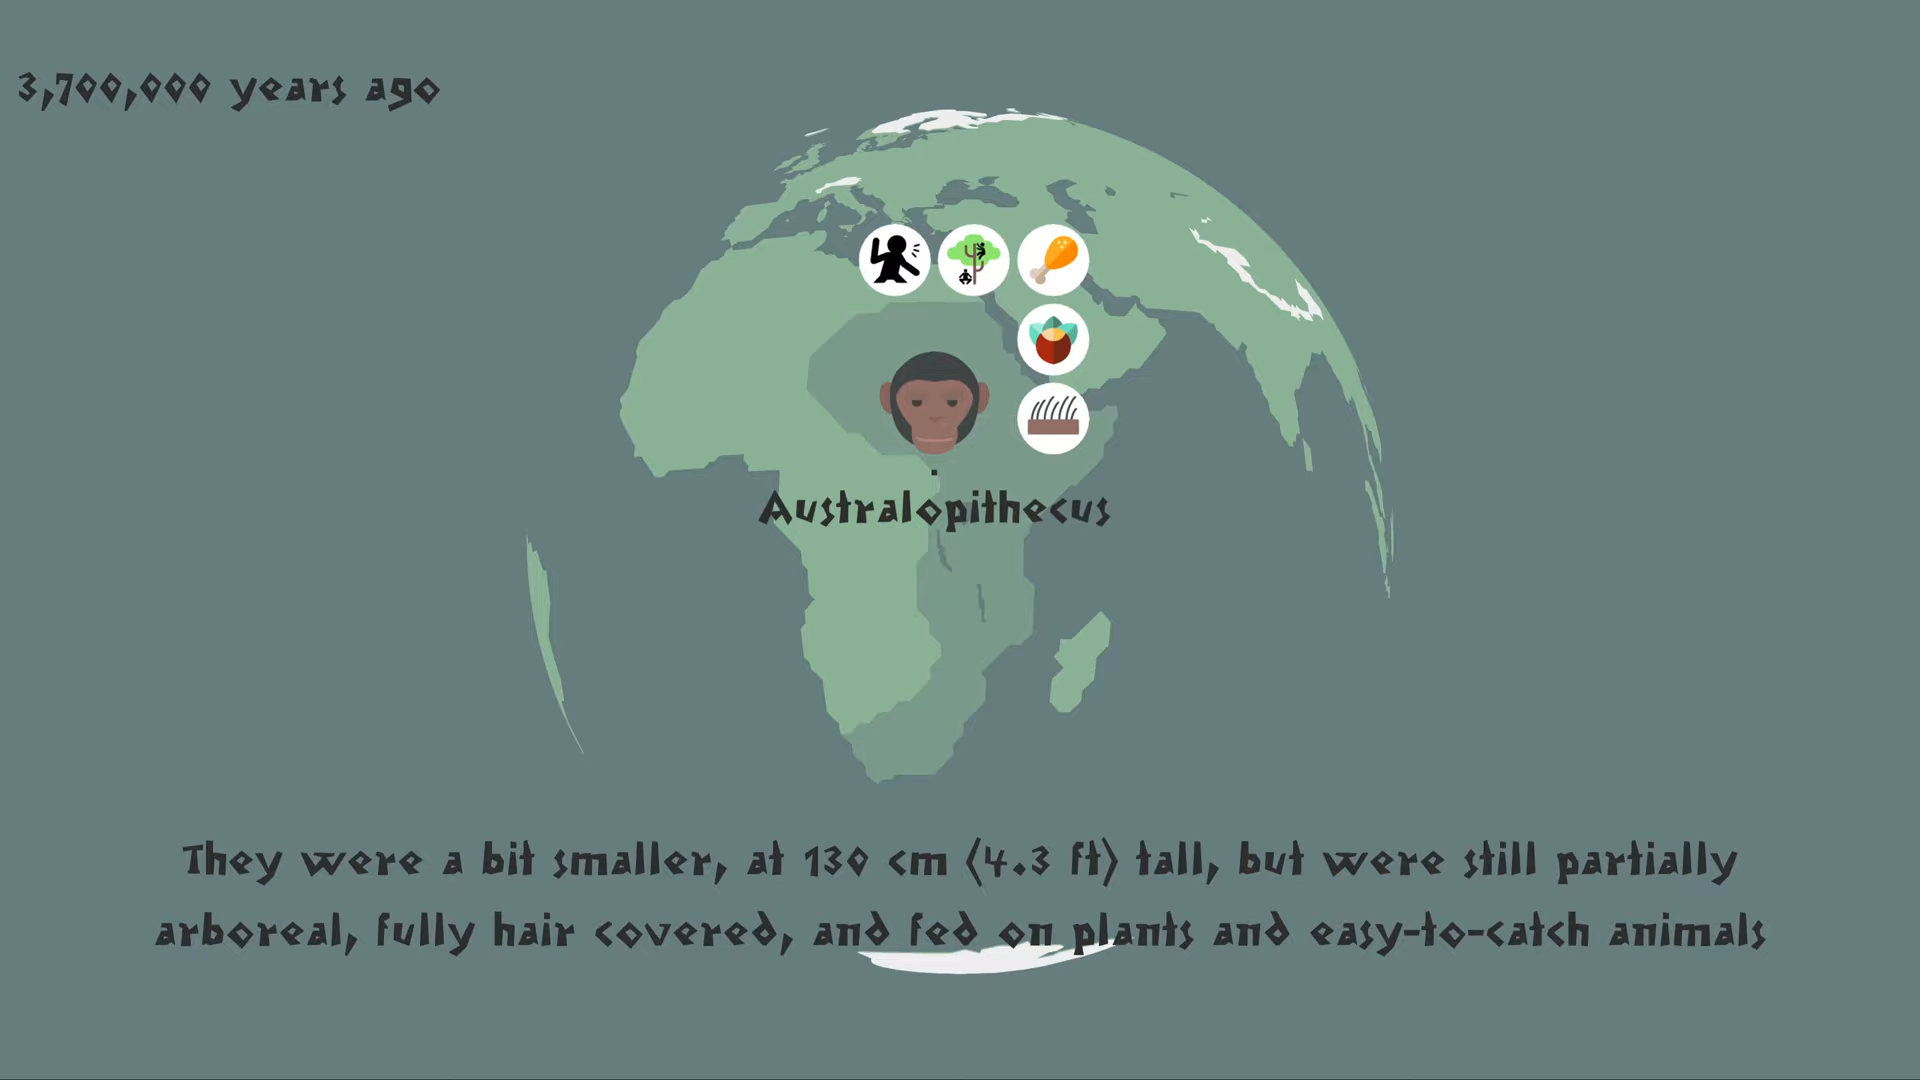 3,700,000 years ago
Australopithecus
They were a bit smaller, at 130 cm (4.3 ft) tall, but were still partially
arboreal, fully hair covered, and fed on plants and easy-to-catch animals